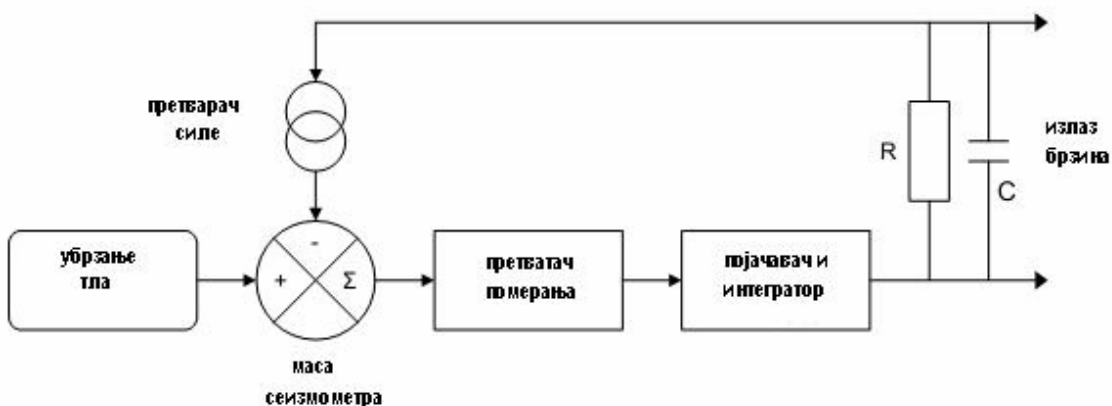 претварач
силе
R
C
излаз
брзина
убрзање
тла
-
+
Σ
претватач
померања
појачавач и
интегратор
маса
сеизмометра